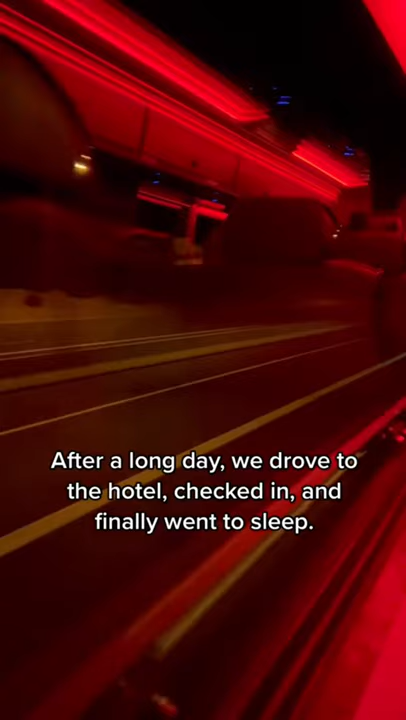 After a long day, we drove to
the hotel, checked in, and
finally went to sleep.